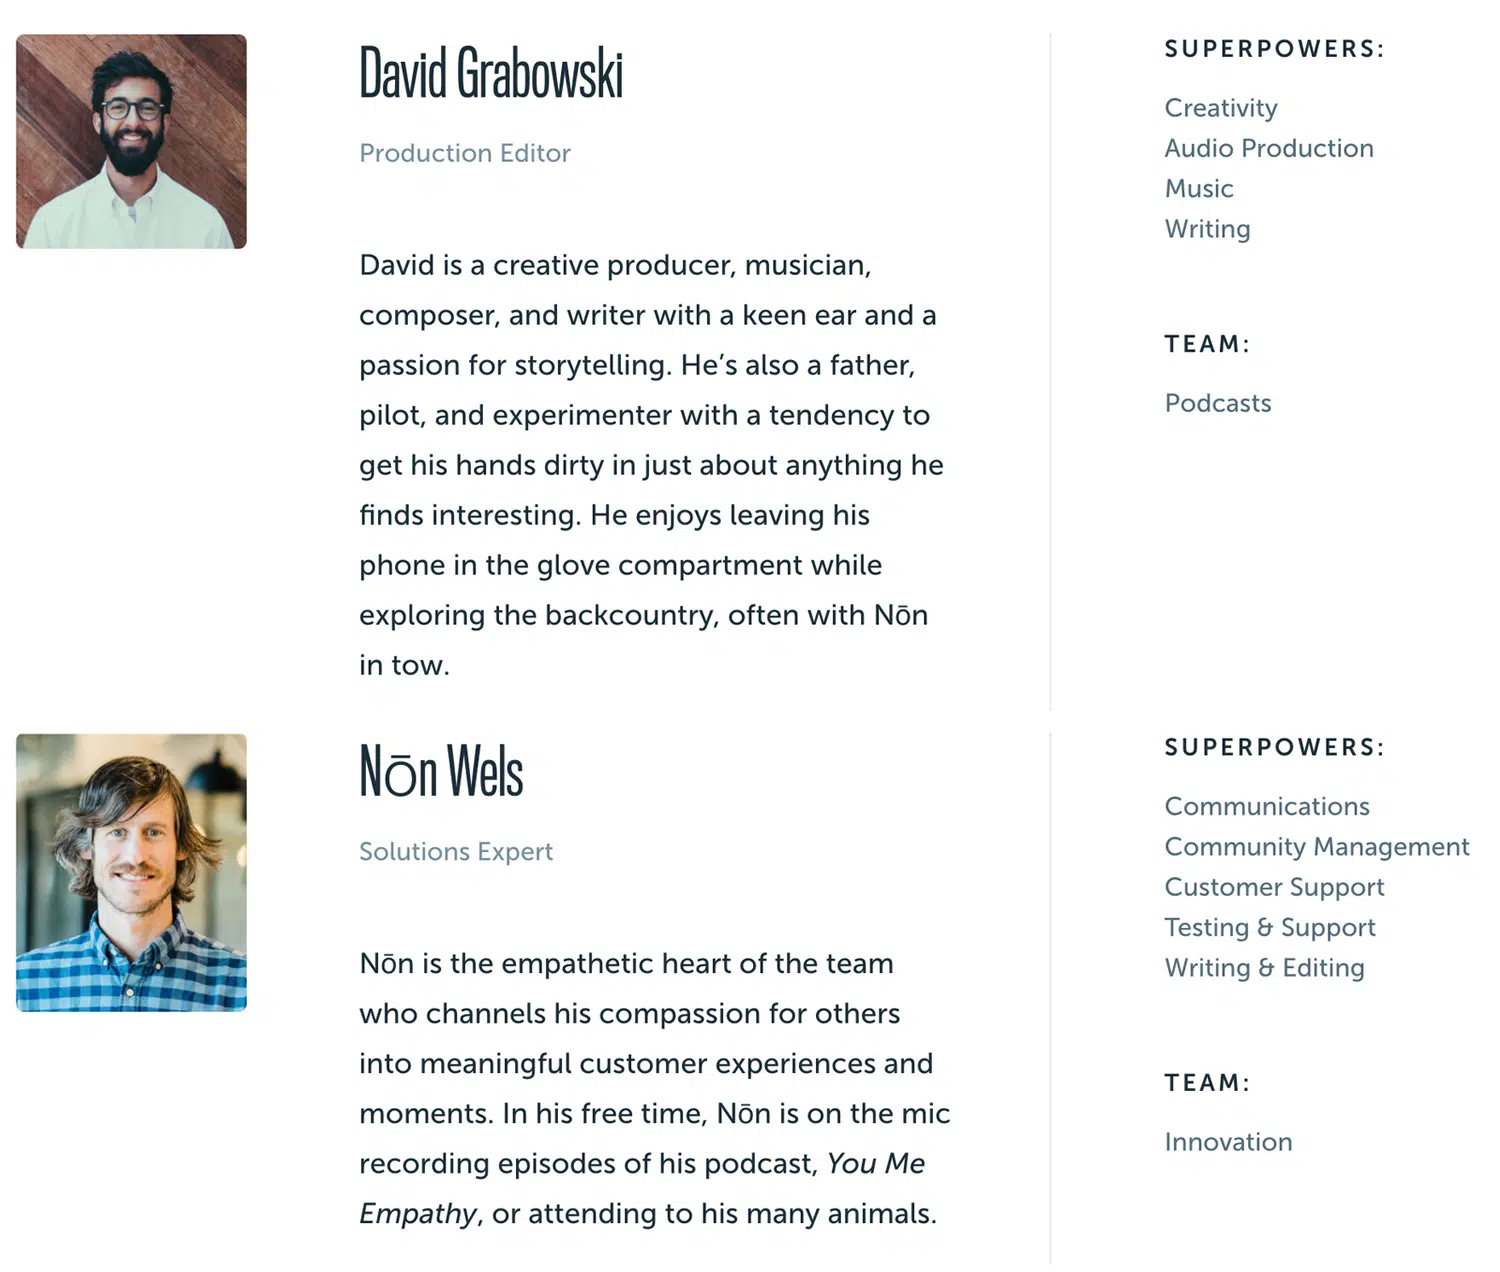 David Grabowski
Production Editor
David is a creative producer, musician,
composer, and writer with a keen ear and a
passion for storytelling. He’s also a father,
pilot, and experimenter with a tendency to
get his hands dirty in just about anything he
finds interesting. He enjoys leaving his
phone in the glove compartment while
exploring the backcountry, often with Nōn
in tow.
SUPERPOWERS:
Creativity
Audio Production
Music
Writing
TEAM:
Podcasts
Nōn Wels
Solutions Expert
Nōn is the empathetic heart of the team
who channels his compassion for others
into meaningful customer experiences and
moments. In his free time, Nōn is on the mic
recording episodes of his podcast, You Me
Empathy, or attending to his many animals.
SUPERPOWERS:
Communications
Community Management
Customer Support
Testing & Support
Writing & Editing
TEAM:
Innovation